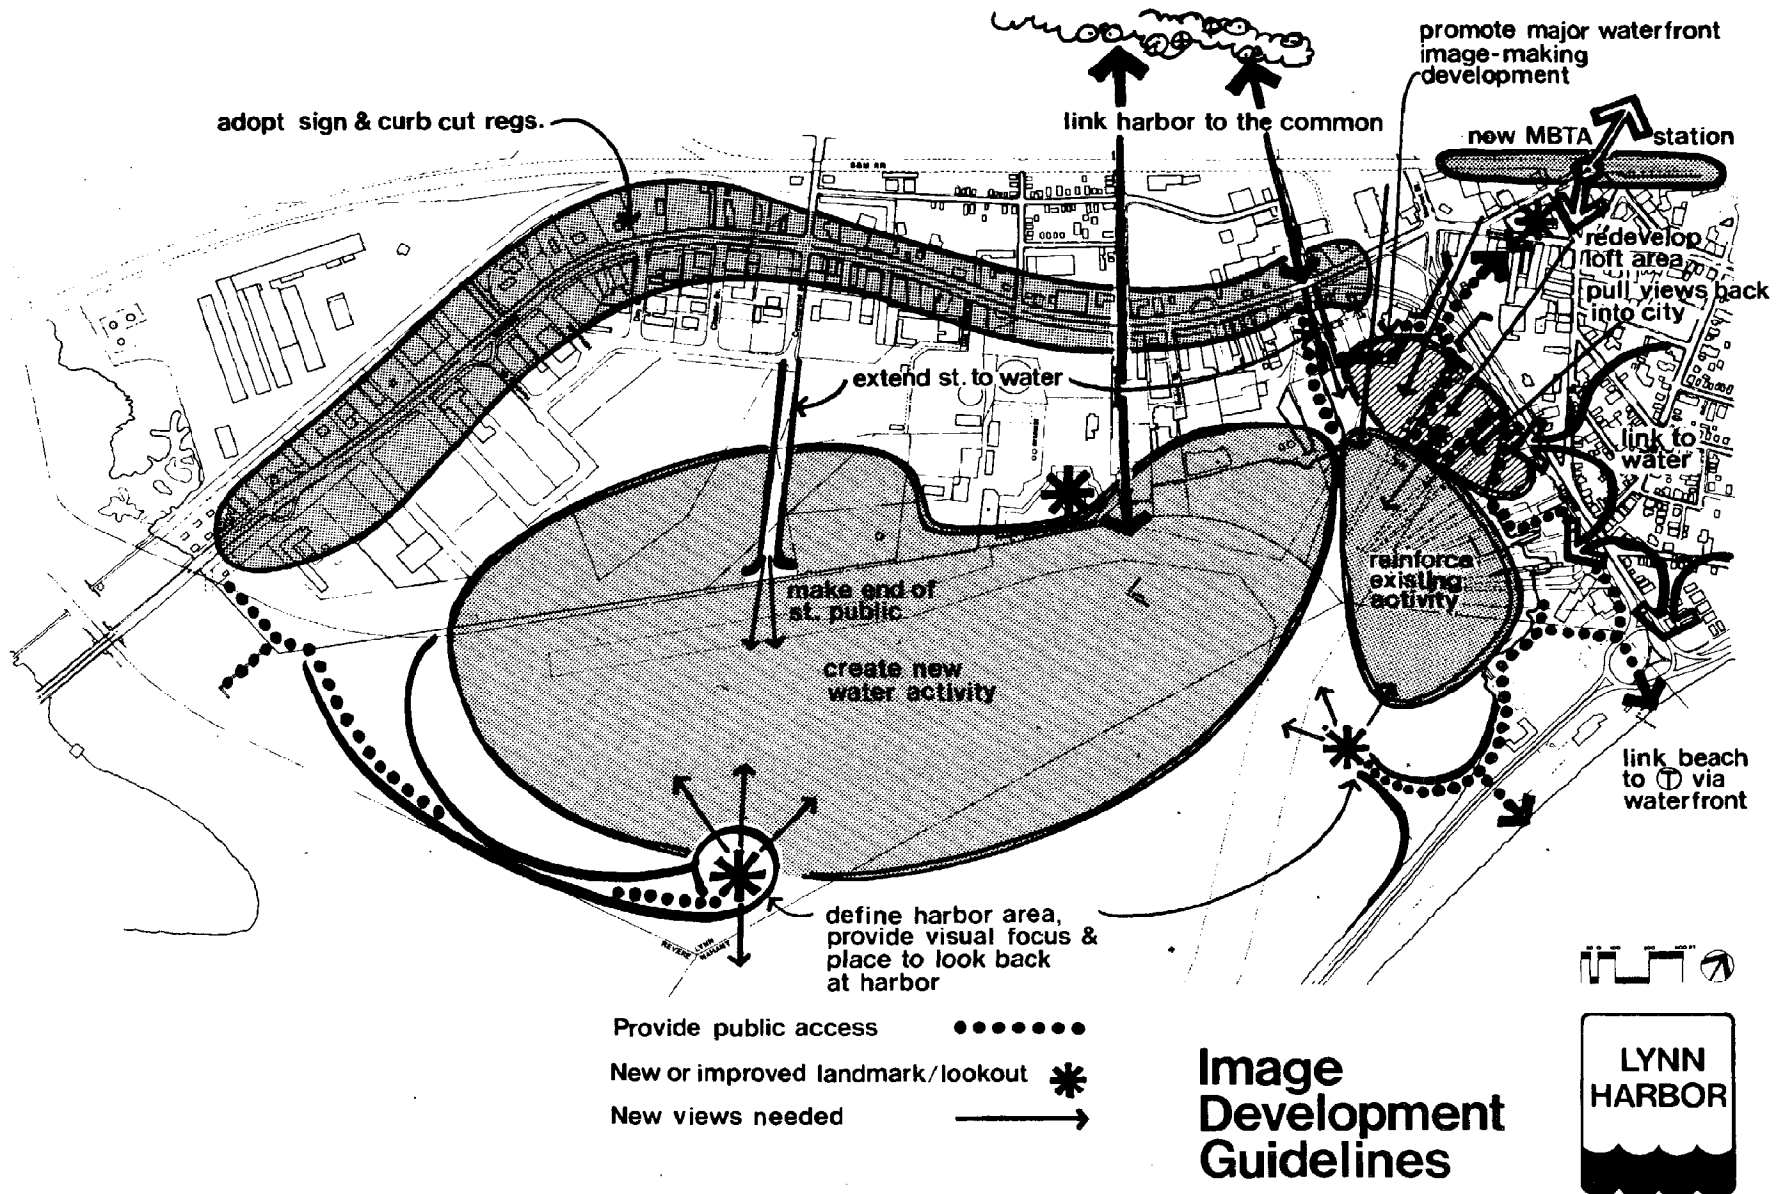 promote major waterfront
image-making
development
adopt sign & curb cut regs.
link harbor to the common
new MBTA station
B&M RR
redevelop
loft area,
pull views back
into city
extend st. to water
link to
water
reinforce
existing
activity
make end of
st. public
create new
water activity
link beach
to T via
waterfront
define harbor area,
provide visual focus &
place to look back
at harbor
REVERE LYNN
NAHANT
Provide public access
New or improved landmark/lookout
New views needed
Image
Development
Guidelines
LYNN
HARBOR